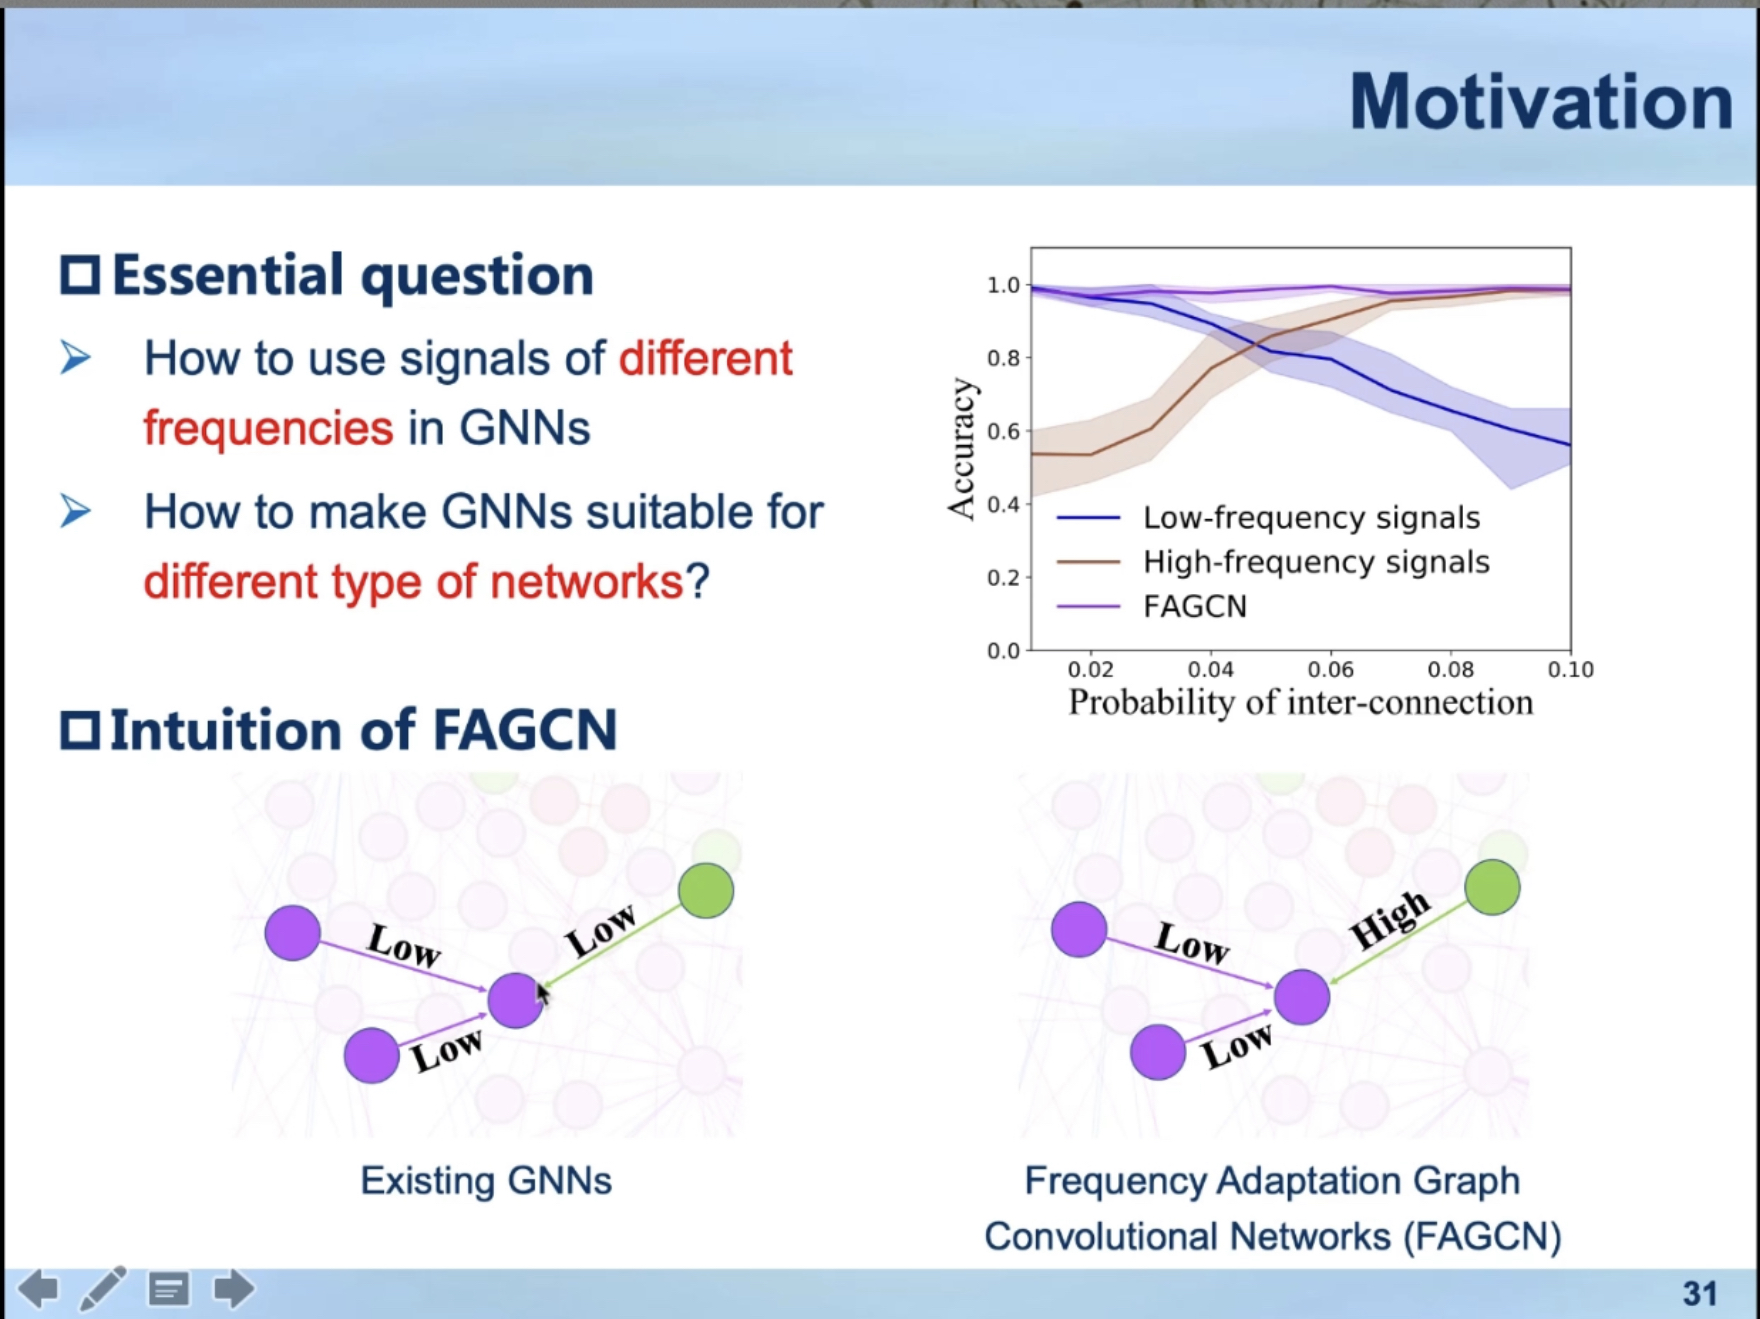 Motivation
Essential question
How to use signals of different
frequencies in GNNs
How to make GNNs suitable for
different type of networks?
1.0
0.8
0.6
0.4
0.2
0.0
Accuracy
Low-frequency signals
High-frequency signals
FAGCN
0.02 0.04 0.06 0.08 0.10
Probability of inter-connection
Intuition of FAGCN
Low
Low
Low
Existing GNNs
Low
High
Low
Frequency Adaptation Graph
Convolutional Networks (FAGCN)
31